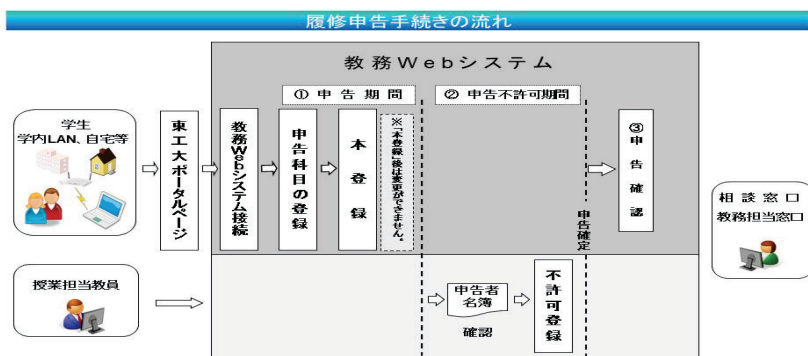 履修申告手続きの流れ
教務Webシステム
①申告期間
②申告不許可期間
学生
学内LAN、自宅等
東工大ポータルページ
教務Webシステム接続
申告科目の登録
本登録
※「本登録」後は変更ができません。
申告確定
③申告確認
相談窓口
教務担当窓口
授業担当教員
申告者
名簿
確認
不許可登録